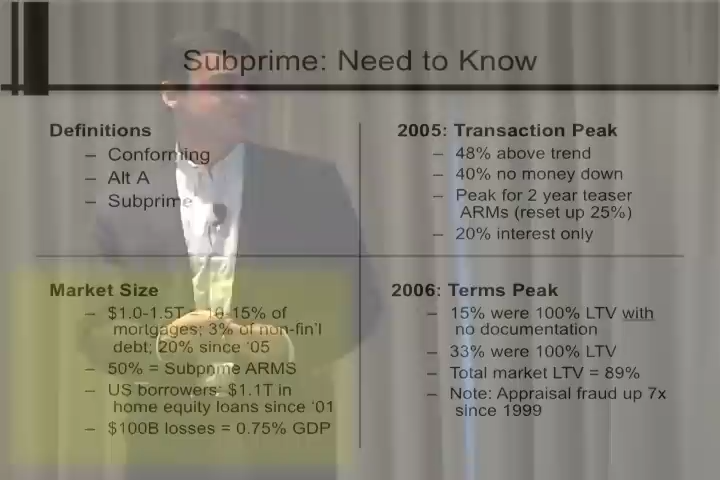 Subprime: Need to Know
Definitions
– Conforming
– Alt A
– Subprime
2005: Transaction Peak
– 48% above trend
– 40% no money down
– Peak for 2 year teaser
ARMs (reset up 25%)
– 20% interest only
Market Size
– $1.0-1.5T – 10-15% of
mortgages; 3% of non-fin'l
debt; 20% since '05
– 50% = Subprime ARMS
– US borrowers: $1.1T in
home equity loans since '01
– $100B losses = 0.75% GDP
2006: Terms Peak
– 15% were 100% LTV with
no documentation
– 33% were 100% LTV
– Total market LTV = 89%
– Note: Appraisal fraud up 7x
since 1999